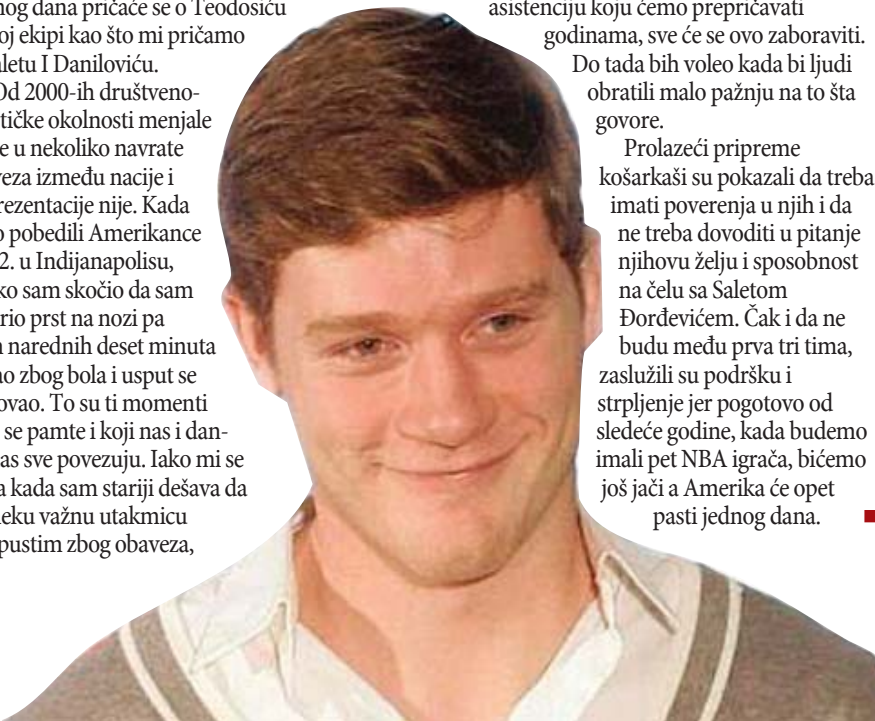 nog dana pričaće se o Teodosiću
oj ekipi kao što mi pričamo
letu I Daniloviću.
Od 2000-ih društveno-
tičke okolnosti menjale
e u nekoliko navrate
veza između nacije i
rezentacije nije. Kada
o pobedili Amerikance
2. u Indijanapolisu,
ko sam skočio da sam
rio prst na nozi pa
narednih deset minuta
ao zbog bola i usput se
ovao. To su ti momenti
se pamte i koji nas i dan-
as sve povezuju. Iako mi se
a kada sam stariji dešava da
neku važnu utakmicu
pustim zbog obaveza,
asistenciju koju ćemo prepričavati
godinama, sve će se ovo zaboraviti.
Do tada bih voleo kada bi ljudi
obratili malo pažnju na to šta
govore.
Prolazeći pripreme
košarkaši su pokazali da treba
imati poverenja u njih i da
ne treba dovoditi u pitanje
njihovu želju i sposobnost
na čelu sa Saletom
Đorđevićem. Čak i da ne
budu među prva tri tima,
zaslužili su podršku i
strpljenje jer pogotovo od
sledeće godine, kada budemo
imali pet NBA igrača, bićemo
još jači a Amerika će opet
pasti jednog dana.